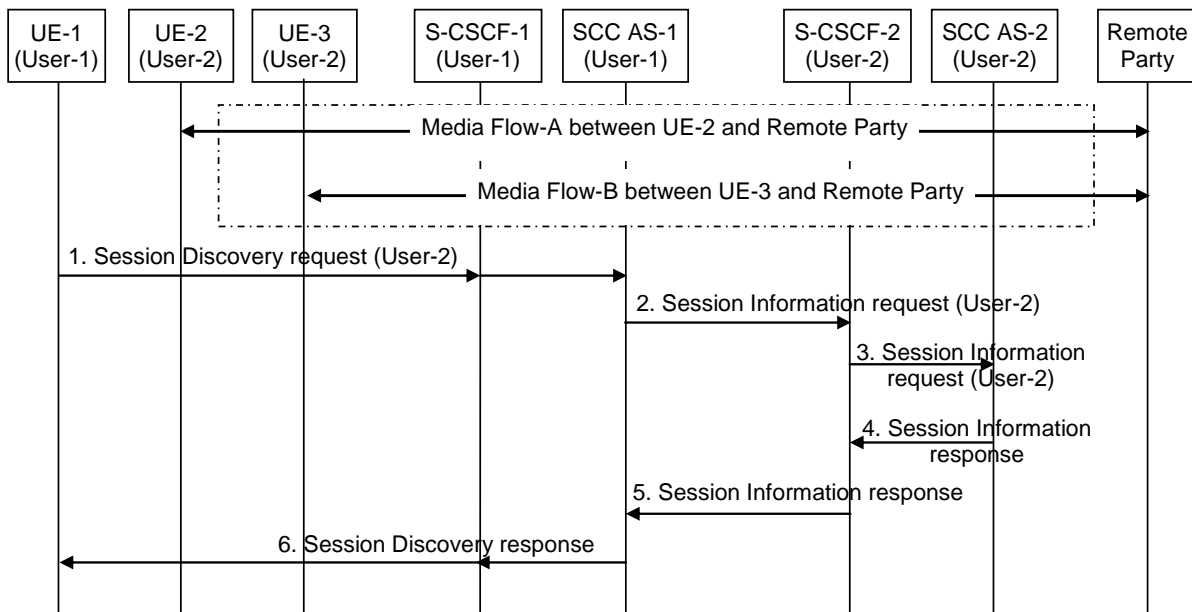 UE-1
(User-1)
UE-2
(User-2)
UE-3
(User-2)
S-CSCF-1
(User-1)
SCC AS-1
(User-1)
S-CSCF-2
(User-2)
SCC AS-2
(User-2)
Remote
Party
Media Flow-A between UE-2 and Remote Party
Media Flow-B between UE-3 and Remote Party
1. Session Discovery request (User-2)
2. Session Information request (User-2)
3. Session Information
request (User-2)
4. Session Information
response
5. Session Information response
6. Session Discovery response